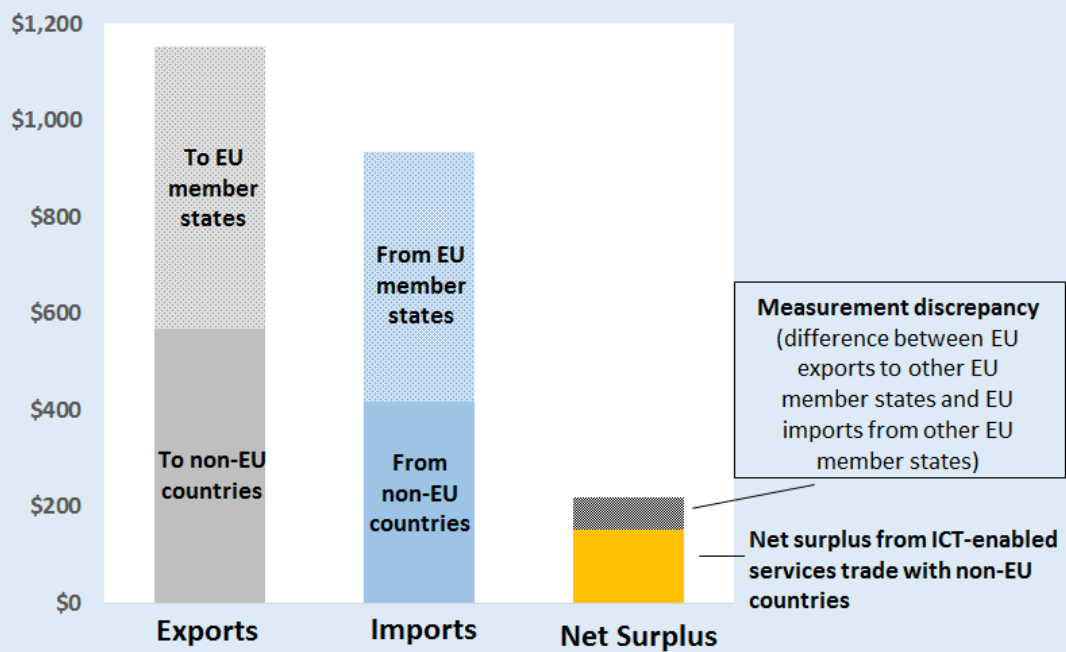 $1,200
$1,000
$800
$600
$400
$200
$0
To EU
member
states
To non-EU
countries
From EU
member
states
From
non-EU
countries
Measurement discrepancy
(difference between EU
exports to other EU
member states and EU
imports from other EU
member states)
Net surplus from ICT-enabled
services trade with non-EU
countries
Exports
Imports
Net Surplus